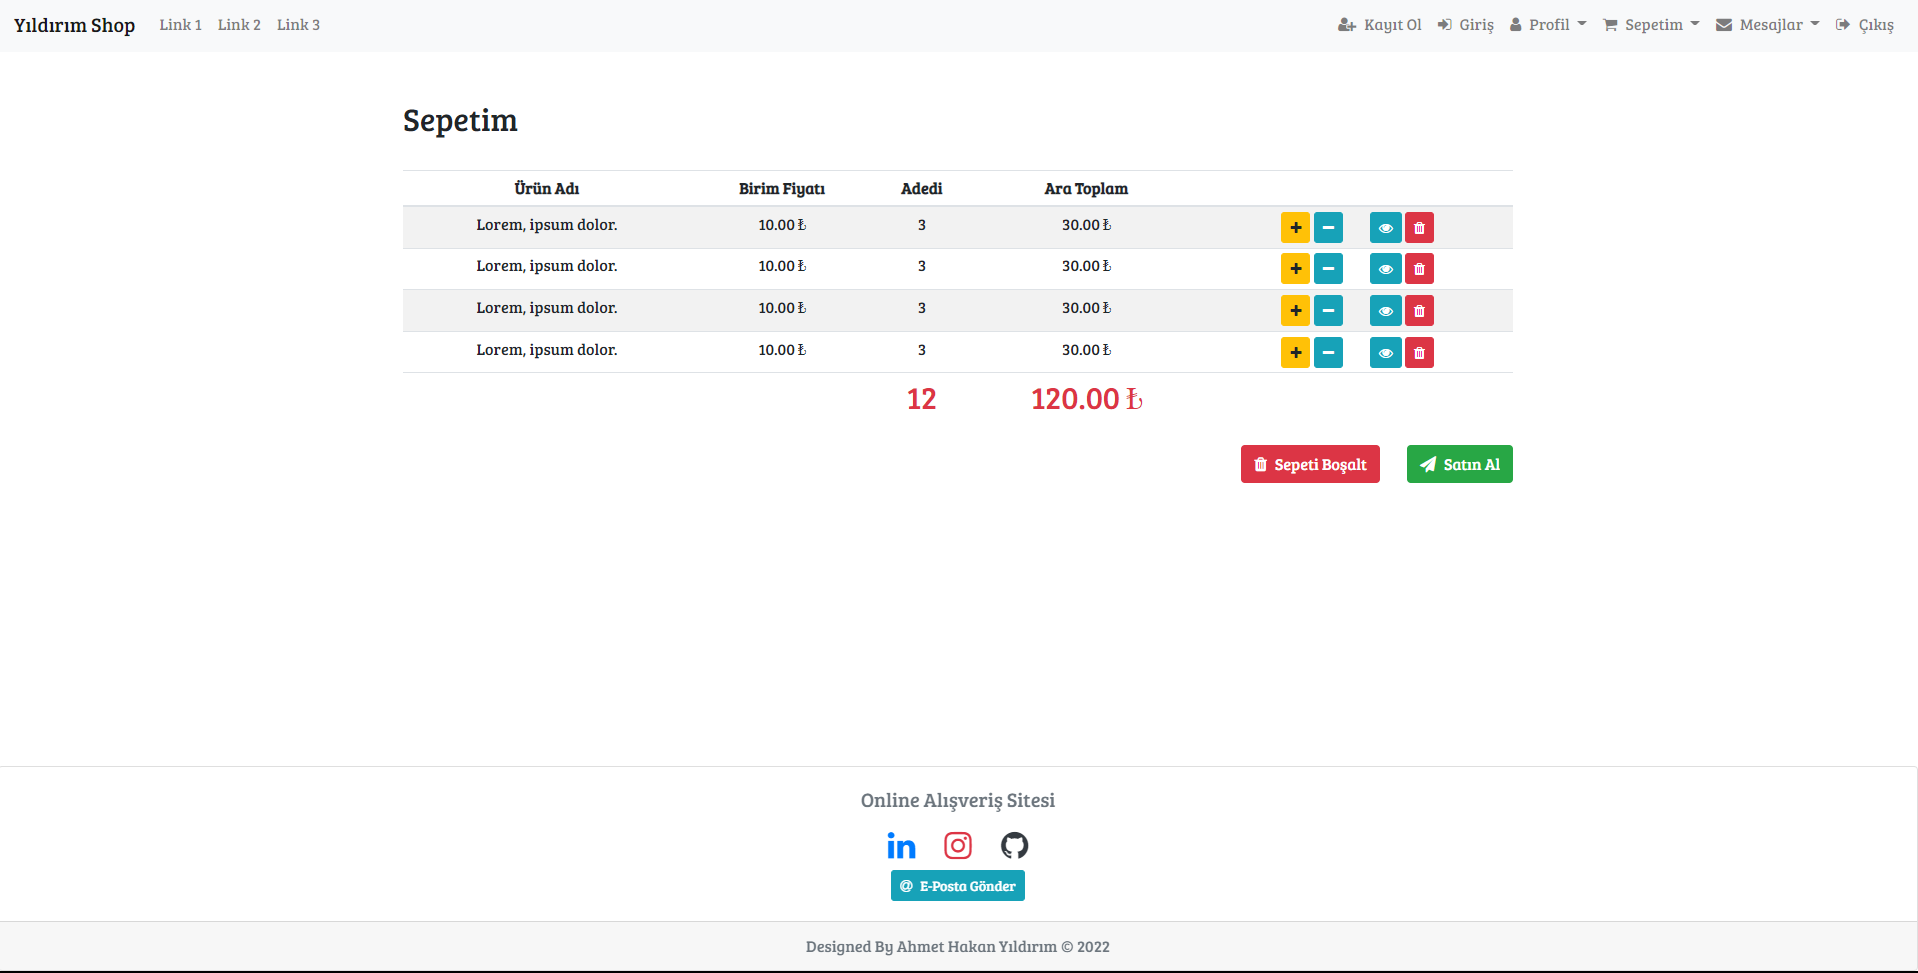 Yıldırım Shop Link 1 Link 2 Link 3 Kayıt Ol Giriş Profil Sepetim Mesajlar Çıkış
Sepetim
Ürün Adı Birim Fiyatı Adedi Ara Toplam
Lorem, ipsum dolor. 10.00 ₺ 3 30.00 ₺
Lorem, ipsum dolor. 10.00 ₺ 3 30.00 ₺
Lorem, ipsum dolor. 10.00 ₺ 3 30.00 ₺
Lorem, ipsum dolor. 10.00 ₺ 3 30.00 ₺
12 120.00 ₺
Sepeti Boşalt Satın Al
Online Alışveriş Sitesi
E-Posta Gönder
Designed By Ahmet Hakan Yıldırım © 2022